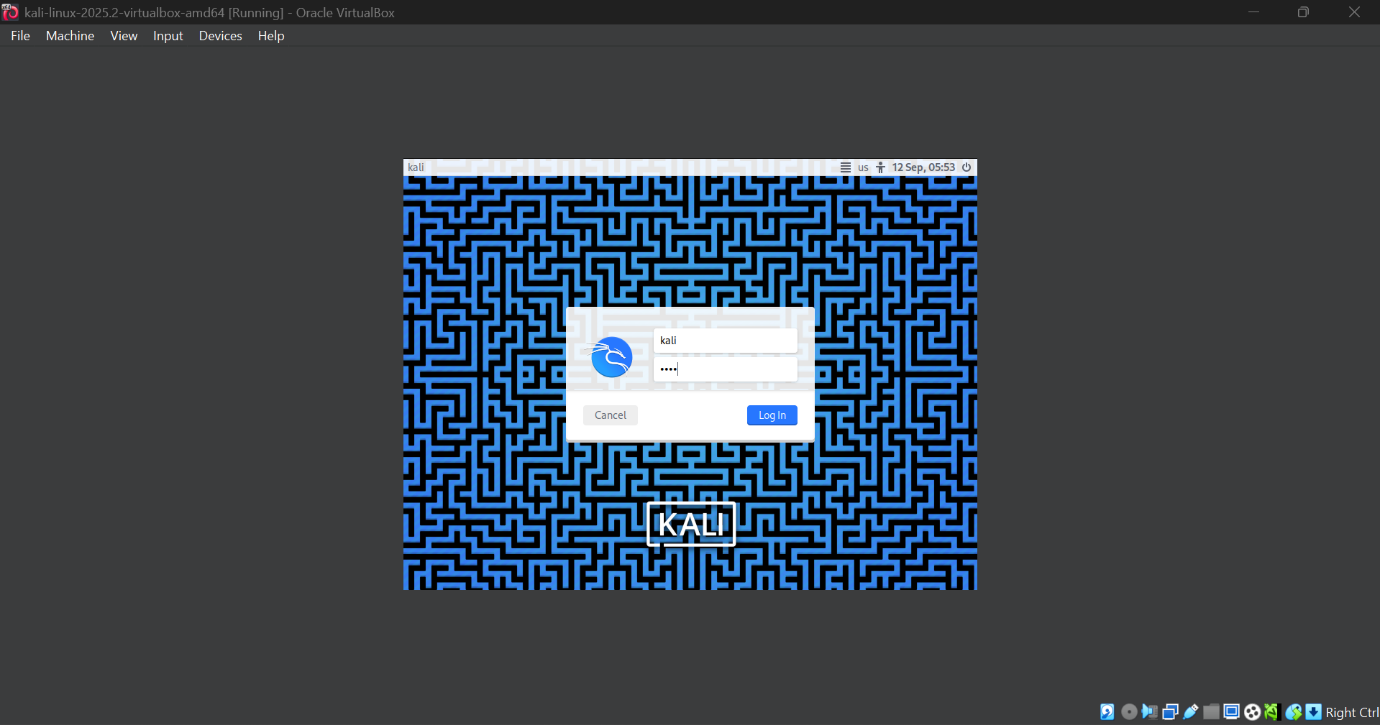 kali-linux-2025.2-virtualbox-amd64 [Running] - Oracle VirtualBox
File Machine View Input Devices Help
kali us 12 Sep, 05:53
kali
••••
Cancel Log In
KALI
Right Ctrl